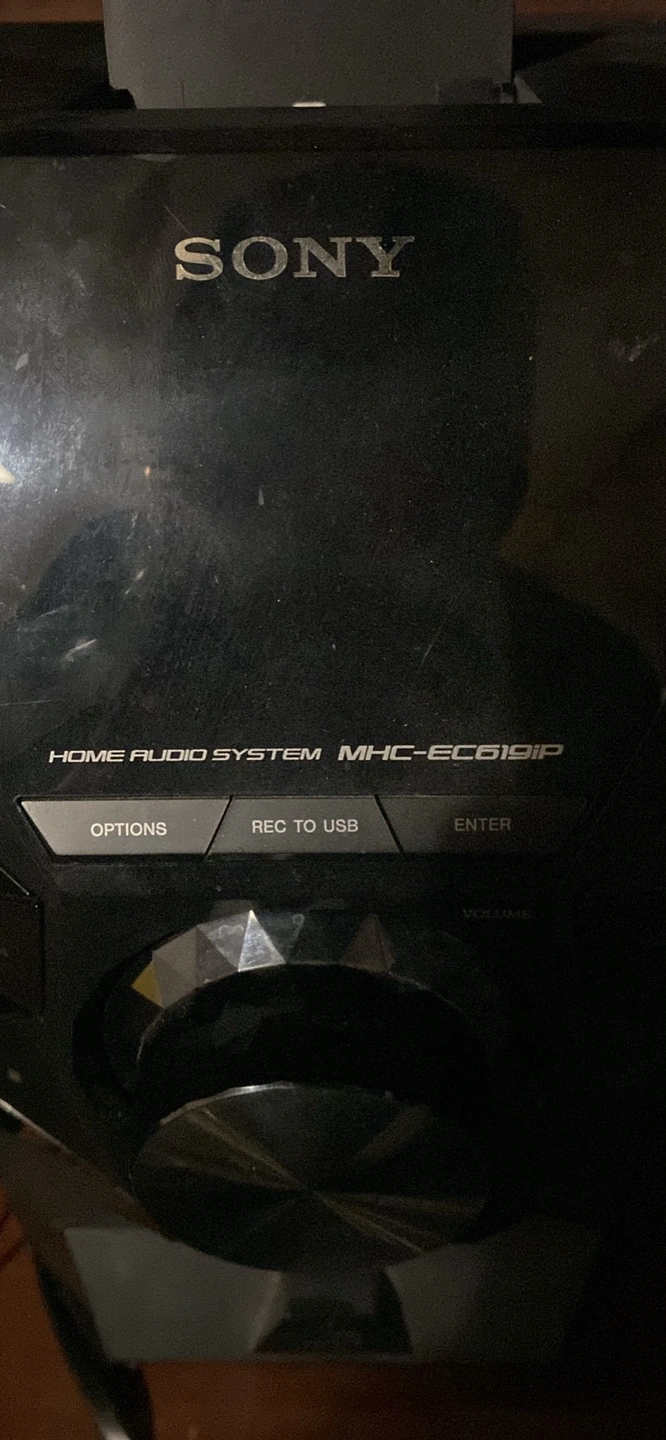 SONY
HOME AUDIO SYSTEM MHC-EC619iP
OPTIONS REC TO USB ENTER
VOLUME